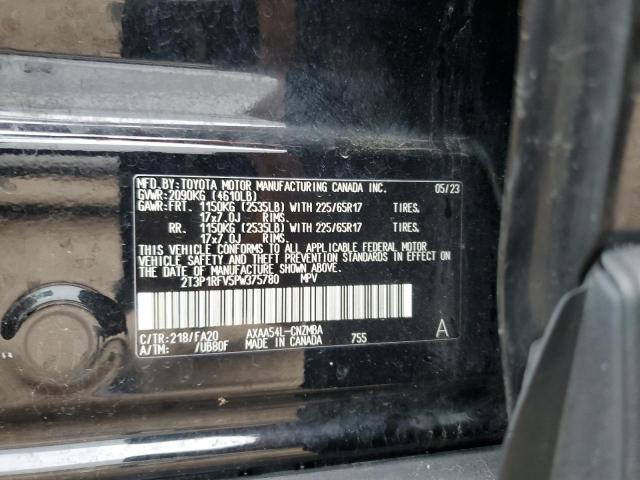 MFD. BY:TOYOTA MOTOR MANUFACTURING CANADA INC. 05/23
GVWR:2090KG (4610LB)
GAWR:FRT. 1150KG (2535LB) WITH 225/65R17 TIRES,
17x7.0J RIMS.
RR. 1150KG (2535LB) WITH 225/65R17 TIRES,
17x7.0J RIMS.
THIS VEHICLE CONFORMS TO ALL APPLICABLE FEDERAL MOTOR
VEHICLE SAFETY AND THEFT PREVENTION STANDARDS IN
EFFECT ON THE DATE OF MANUFACTURE SHOWN ABOVE.
2T3P1RFV5PW375780 MPV
C/TR:218/FA20 AXAA54L-CNZMBA
A/TM: /UB80F MADE IN CANADA 755 A